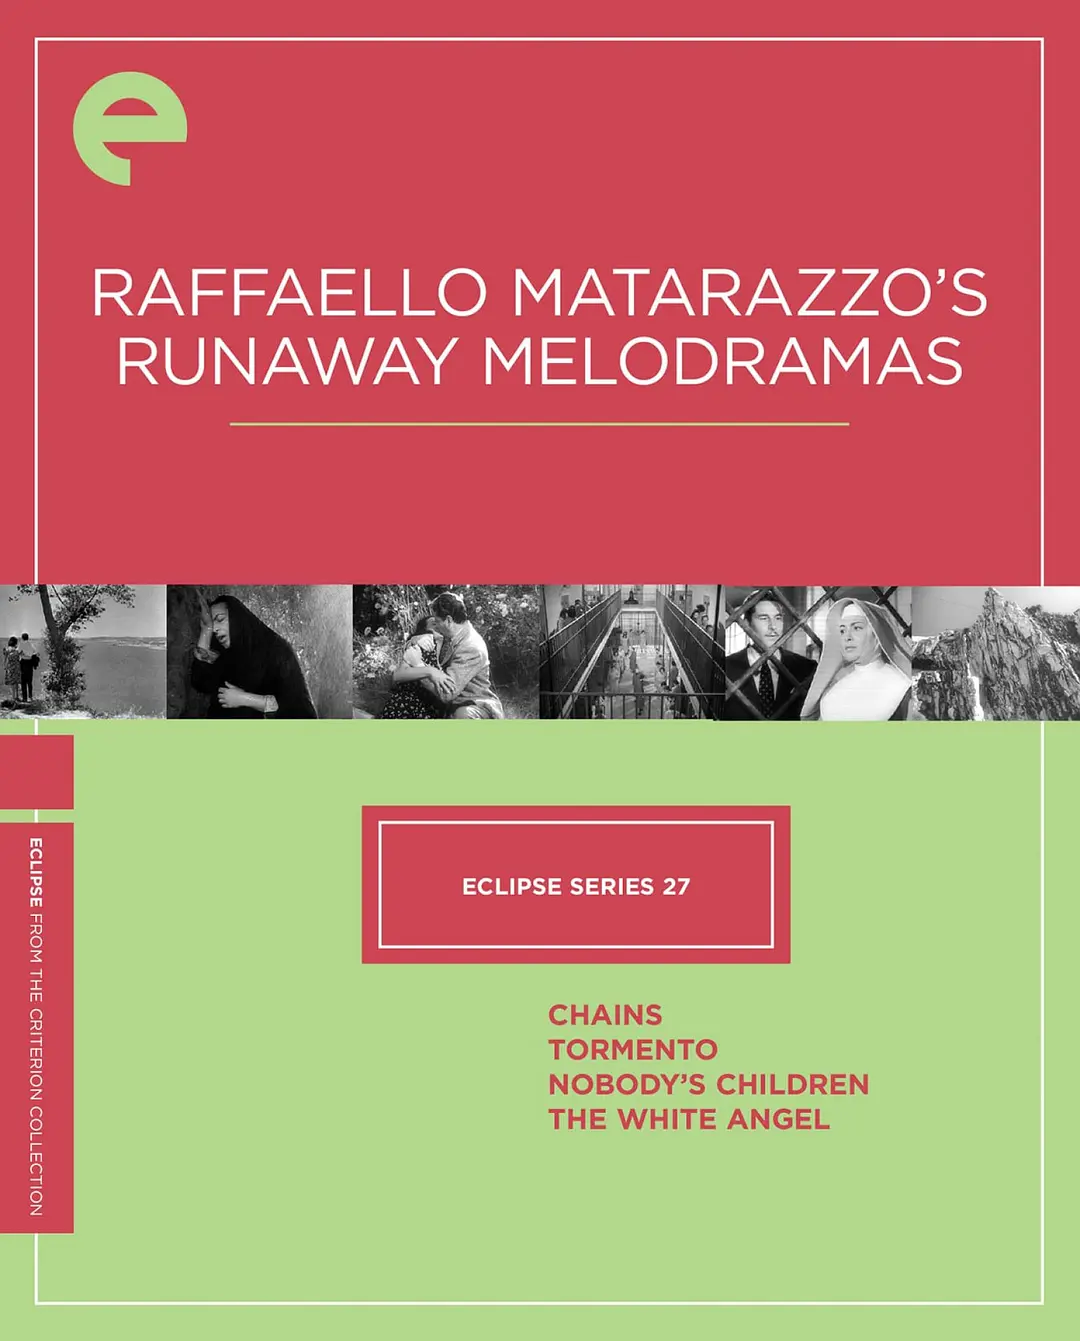 e
RAFFAELLO MATARAZZO’S
RUNAWAY MELODRAMAS
ECLIPSE SERIES 27
CHAINS
TORMENTO
NOBODY’S CHILDREN
THE WHITE ANGEL
ECLIPSE FROM THE CRITERION COLLECTION